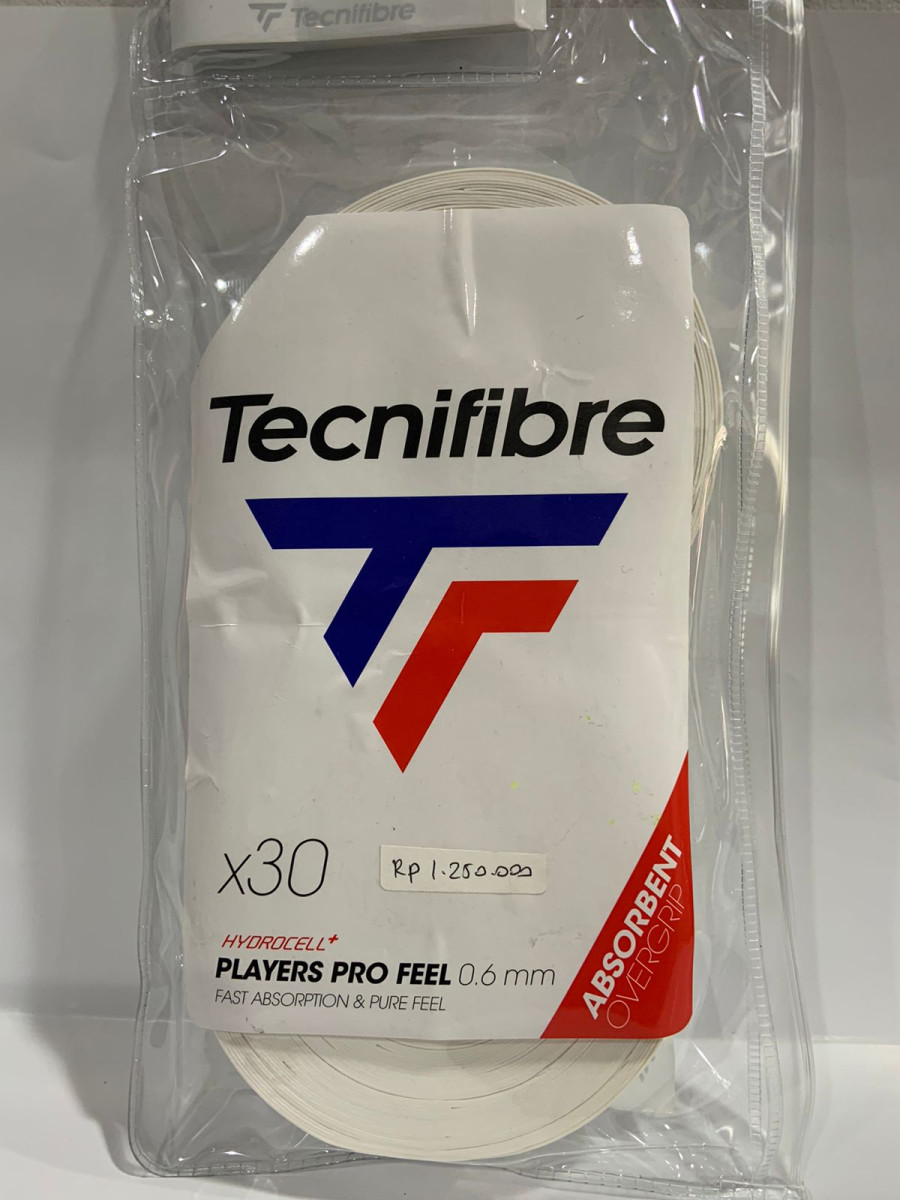 Tecnifibre
Tecnifibre
x30
Rp 1.250.000
HYDROCELL+
PLAYERS PRO FEEL 0.6 mm
FAST ABSORPTION & PURE FEEL
ABSORBENT
OVERGRIP